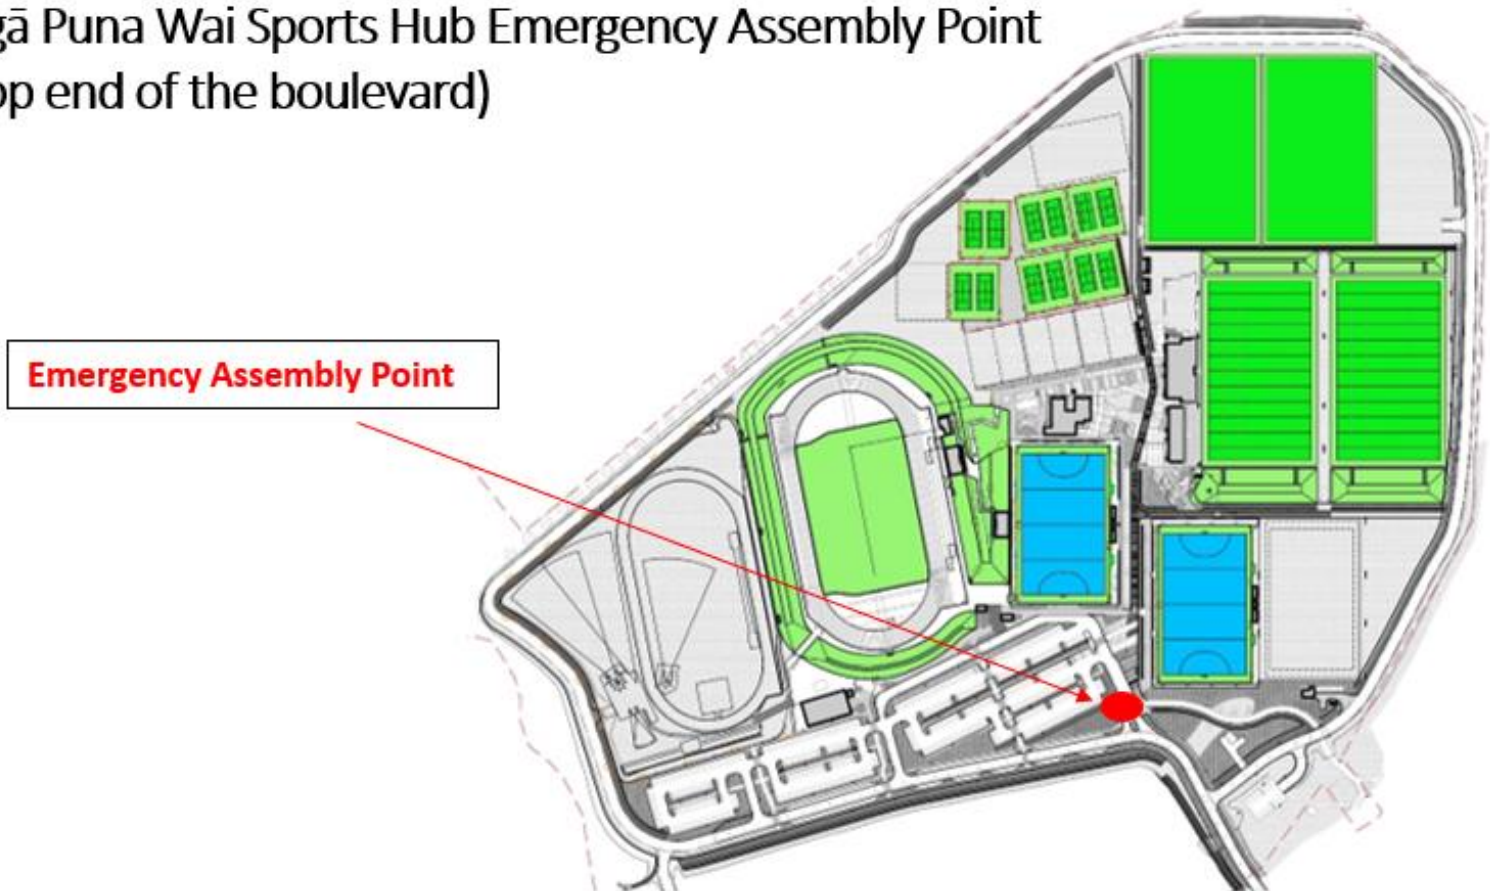 gā Puna Wai Sports Hub Emergency Assembly Point
op end of the boulevard)
Emergency Assembly Point